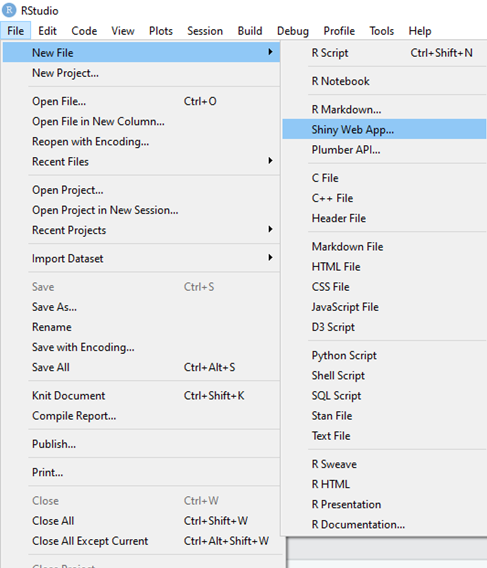 R RStudio
File Edit Code View Plots Session Build Debug Profile Tools Help
New File
New Project...
Open File... Ctrl+O
Open File in New Column...
Reopen with Encoding...
Recent Files
Open Project...
Open Project in New Session...
Recent Projects
Import Dataset
Save Ctrl+S
Save As...
Rename
Save with Encoding...
Save All Ctrl+Alt+S
Knit Document Ctrl+Shift+K
Compile Report...
Publish...
Print...
Close Ctrl+W
Close All Ctrl+Shift+W
Close All Except Current Ctrl+Alt+Shift+W
Close Project
R Script Ctrl+Shift+N
R Notebook
R Markdown...
Shiny Web App...
Plumber API...
C File
C++ File
Header File
Markdown File
HTML File
CSS File
JavaScript File
D3 Script
Python Script
Shell Script
SQL Script
Stan File
Text File
R Sweave
R HTML
R Presentation
R Documentation...